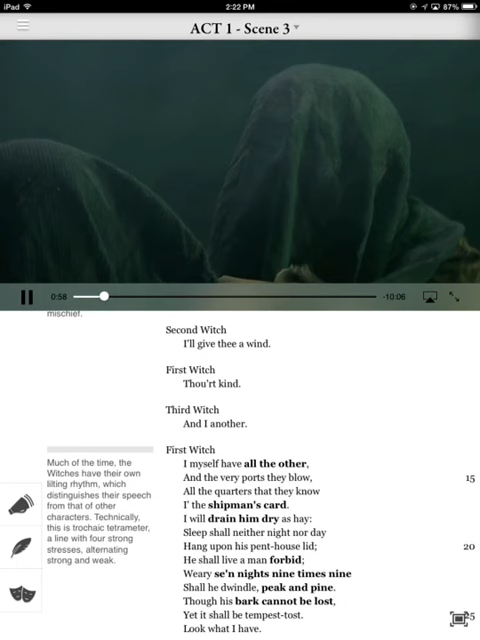 iPad 2:22 PM 87%
ACT 1 - Scene 3
0:58 -10:06
mischief.
Second Witch
I'll give thee a wind.
First Witch
Thou'rt kind.
Third Witch
And I another.
First Witch
I myself have all the other,
And the very ports they blow, 15
All the quarters that they know
I' the shipman's card.
I will drain him dry as hay:
Sleep shall neither night nor day
Hang upon his pent-house lid; 20
He shall live a man forbid;
Weary se'n nights nine times nine
Shall he dwindle, peak and pine.
Though his bark cannot be lost,
Yet it shall be tempest-tost.
Look what I have.
Much of the time, the
Witches have their own
lilting rhythm, which
distinguishes their speech
from that of other
characters. Technically,
this is trochaic tetrameter,
a line with four strong
stresses, alternating
strong and weak.